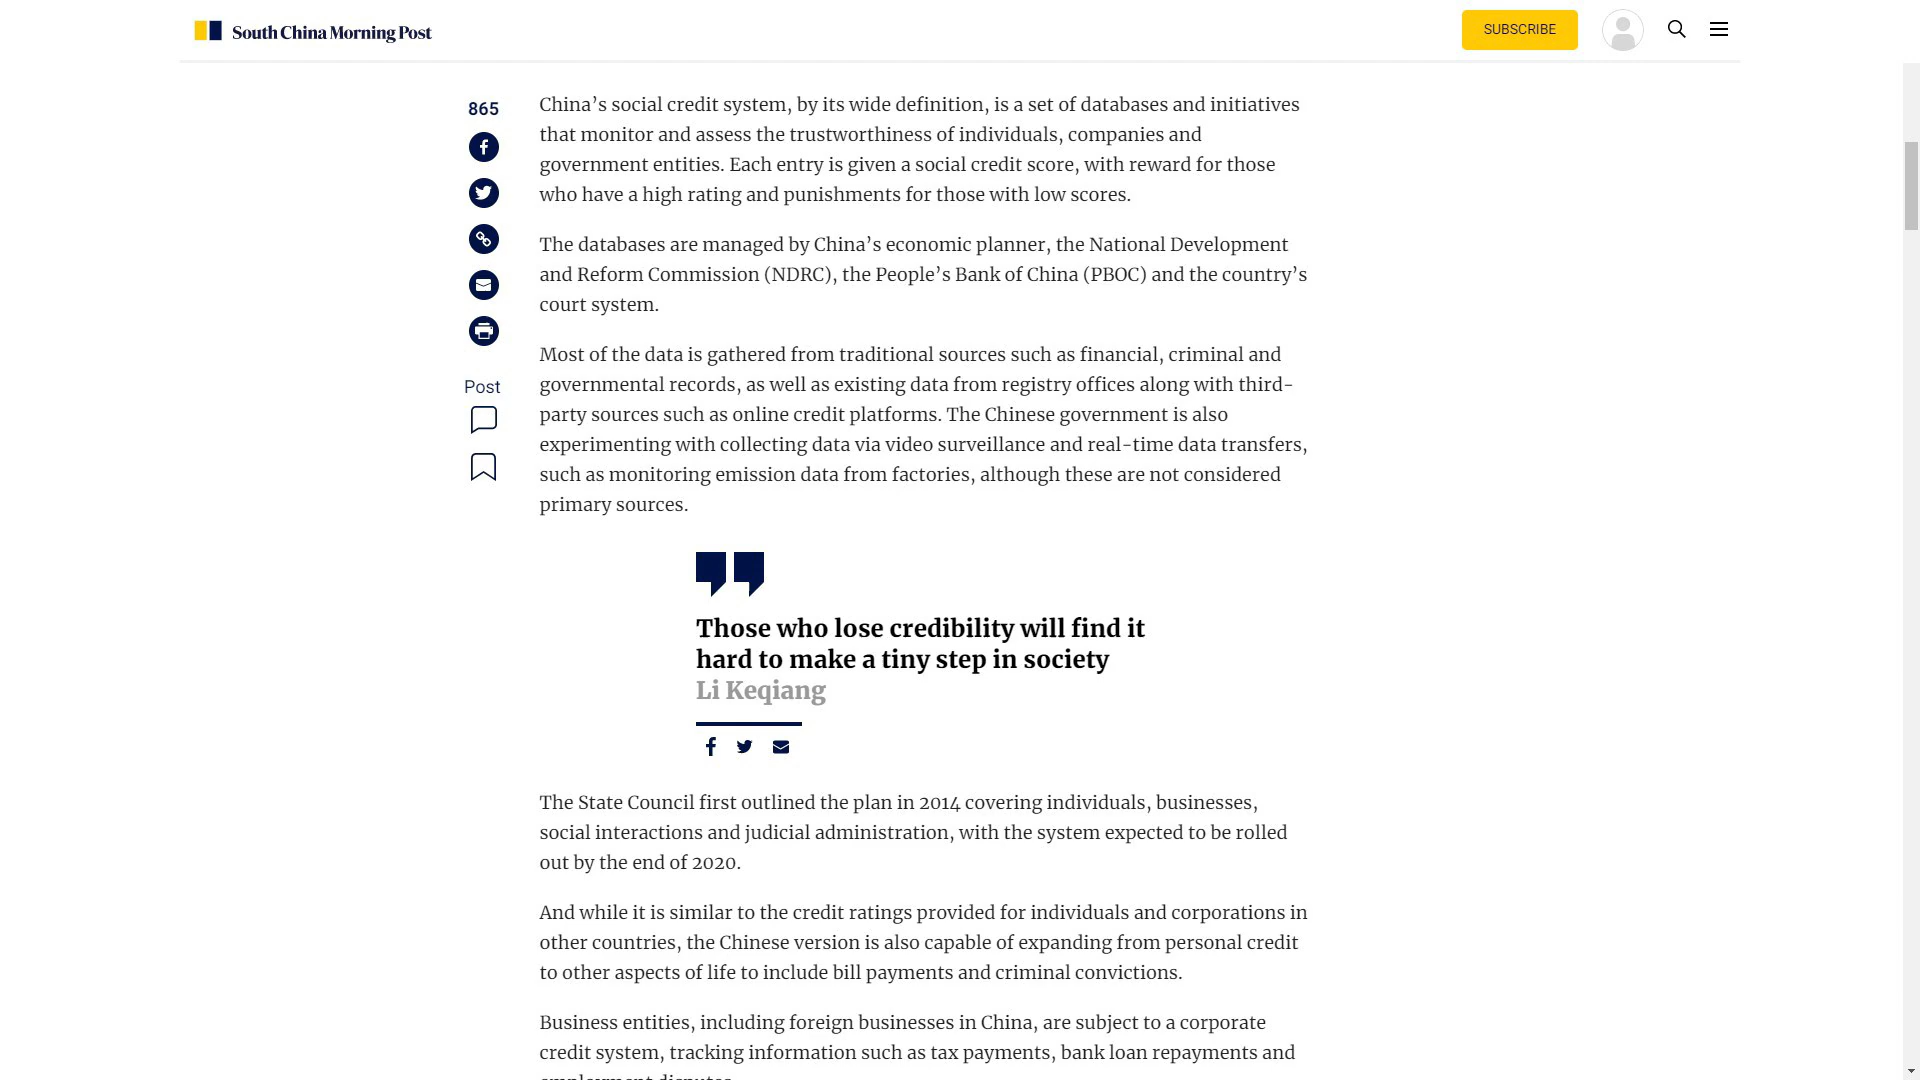 South China Morning Post
SUBSCRIBE
865
Post
China’s social credit system, by its wide definition, is a set of databases and initiatives
that monitor and assess the trustworthiness of individuals, companies and
government entities. Each entry is given a social credit score, with reward for those
who have a high rating and punishments for those with low scores.
The databases are managed by China’s economic planner, the National Development
and Reform Commission (NDRC), the People’s Bank of China (PBOC) and the country’s
court system.
Most of the data is gathered from traditional sources such as financial, criminal and
governmental records, as well as existing data from registry offices along with third-
party sources such as online credit platforms. The Chinese government is also
experimenting with collecting data via video surveillance and real-time data transfers,
such as monitoring emission data from factories, although these are not considered
primary sources.
Those who lose credibility will find it
hard to make a tiny step in society
Li Keqiang
The State Council first outlined the plan in 2014 covering individuals, businesses,
social interactions and judicial administration, with the system expected to be rolled
out by the end of 2020.
And while it is similar to the credit ratings provided for individuals and corporations in
other countries, the Chinese version is also capable of expanding from personal credit
to other aspects of life to include bill payments and criminal convictions.
Business entities, including foreign businesses in China, are subject to a corporate
credit system, tracking information such as tax payments, bank loan repayments and
employment disputes.